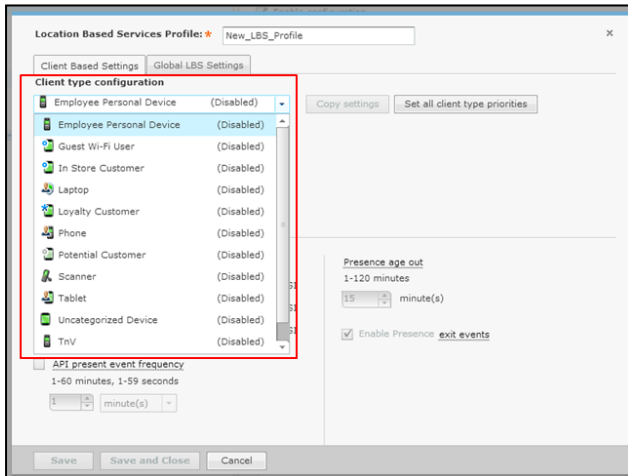 Location Based Services Profile:* New_LBS_Profile x
Client Based Settings Global LBS Settings
Client type configuration
Employee Personal Device (Disabled) Copy settings Set all client type priorities
Employee Personal Device (Disabled)
Guest Wi-Fi User (Disabled)
In Store Customer (Disabled)
Laptop (Disabled)
Loyalty Customer (Disabled)
Phone (Disabled)
Potential Customer (Disabled)
Scanner (Disabled)
Tablet (Disabled)
Uncategorized Device (Disabled)
TnV (Disabled)
Presence age out
1-120 minutes
15 minute(s)
Enable Presence exit events
API present event frequency
1-60 minutes, 1-59 seconds
1 minute(s)
Save Save and Close Cancel